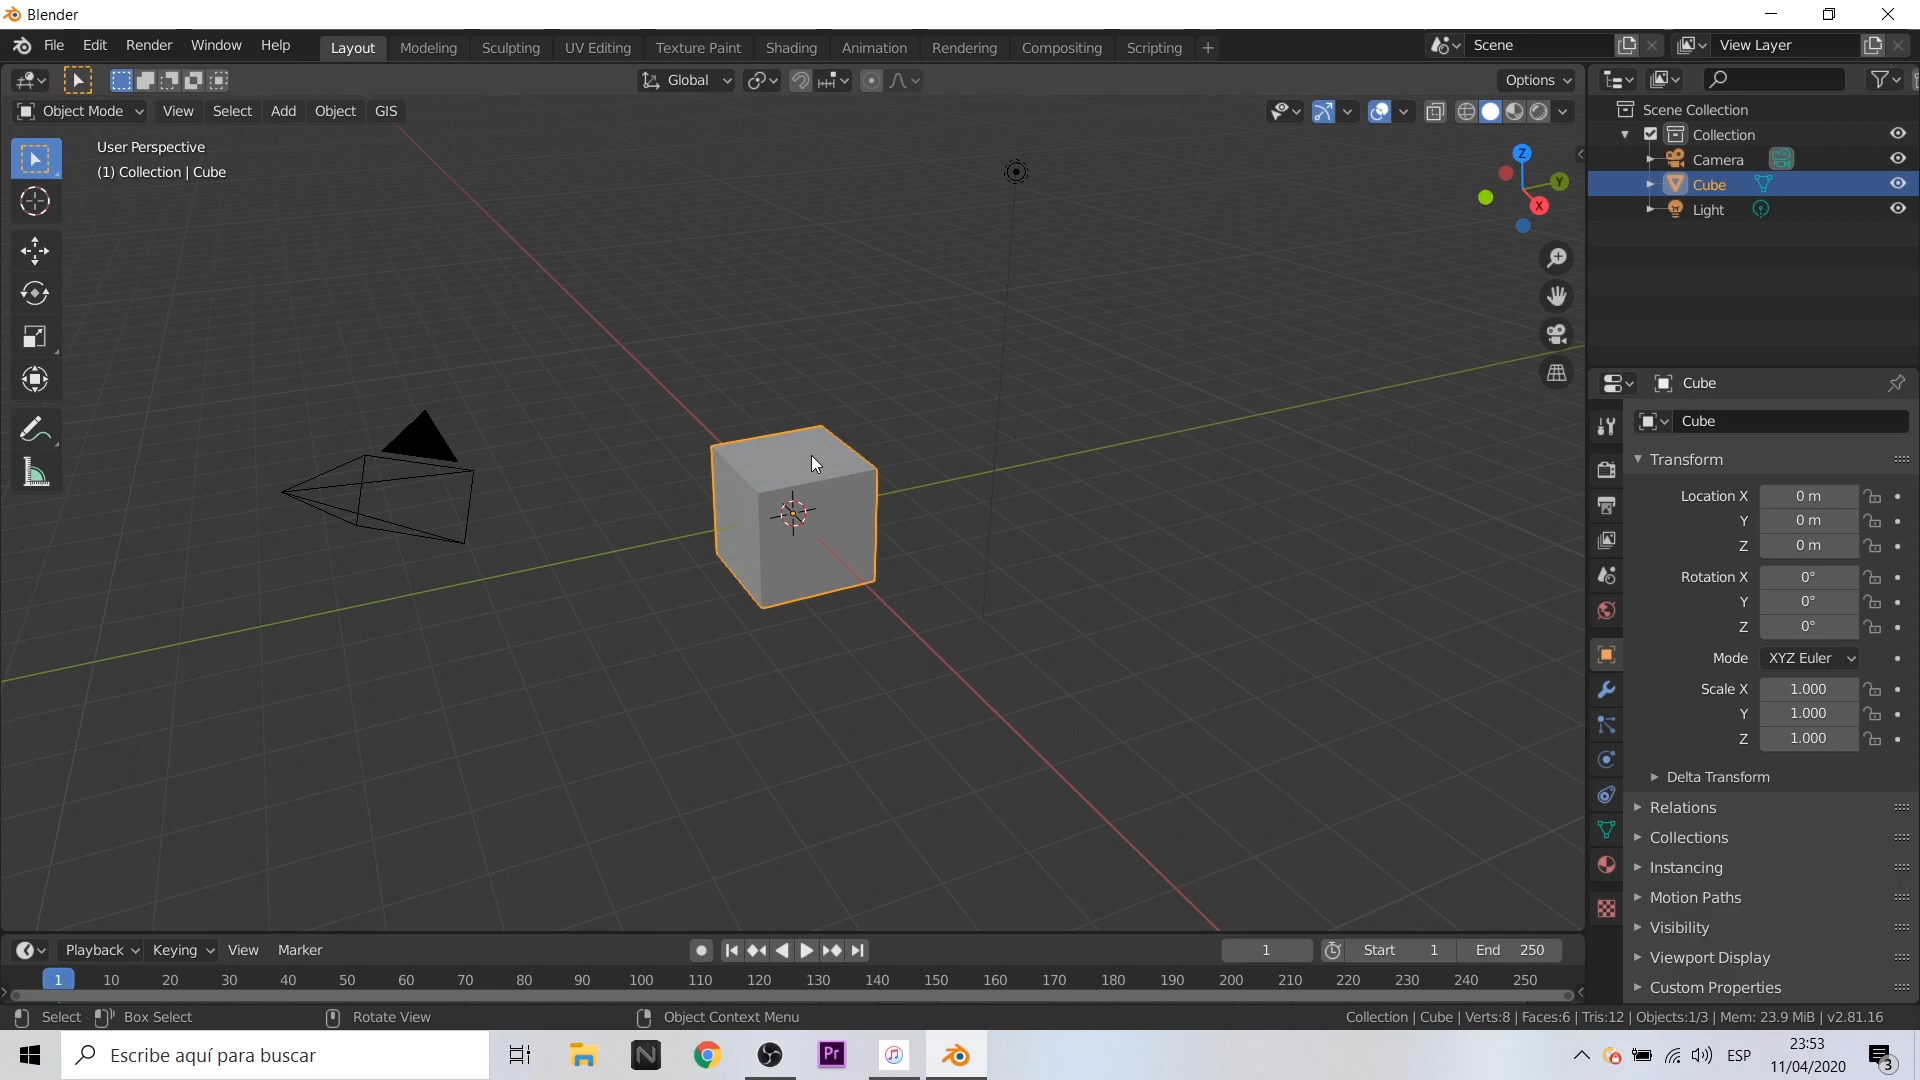 Blender
File Edit Render Window Help Layout Modeling Sculpting UV Editing Texture Paint Shading Animation Rendering Compositing Scripting + Scene View Layer
Global Options
Object Mode View Select Add Object GIS
User Perspective
(1) Collection | Cube
Z
Y
X
Scene Collection
Collection
Camera
Cube
Light
Cube
Cube
Transform
Location X 0 m
Y 0 m
Z 0 m
Rotation X 0°
Y 0°
Z 0°
Mode XYZ Euler
Scale X 1.000
Y 1.000
Z 1.000
Delta Transform
Relations
Collections
Instancing
Motion Paths
Visibility
Viewport Display
Custom Properties
Playback Keying View Marker 1 Start 1 End 250
1 10 20 30 40 50 60 70 80 90 100 110 120 130 140 150 160 170 180 190 200 210 220 230 240 250
Select Box Select Rotate View Object Context Menu Collection | Cube | Verts:8 | Faces:6 | Tris:12 | Objects:1/3 | Mem: 23.9 MiB | v2.81.16
Escribe aquí para buscar
N
Pr
ESP
23:53
11/04/2020
3